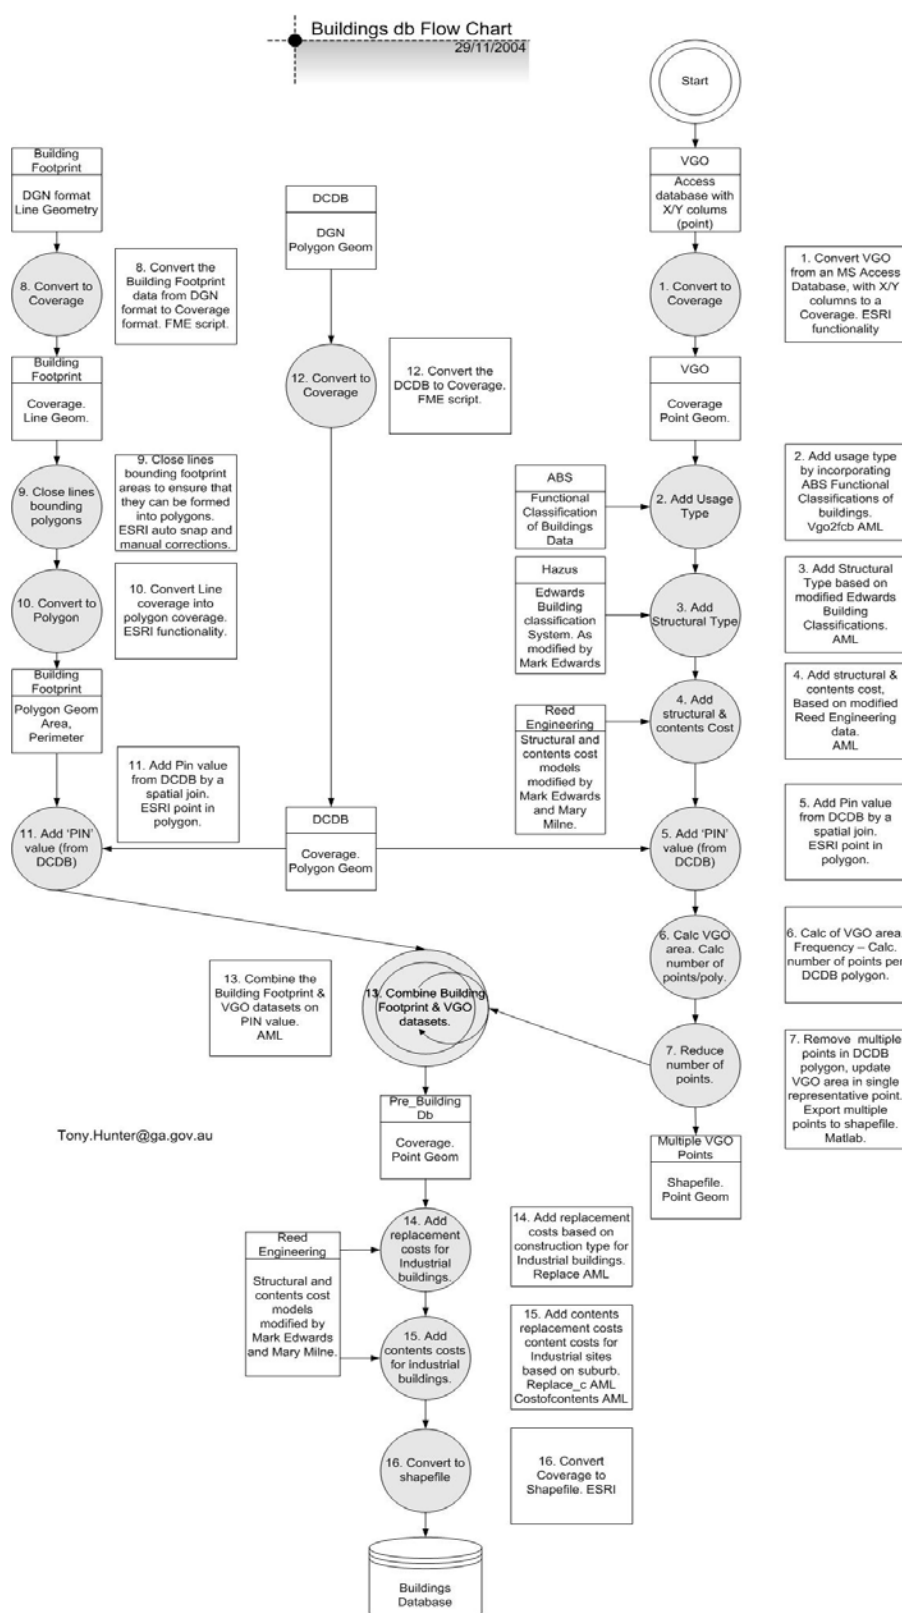 Buildings db Flow Chart
29/11/2004
Start
VGO
Access
database with
X/Y colums
(point)
1. Convert to
Coverage
1. Convert VGO
from an MS Access
Database, with X/Y
columns to a
Coverage. ESRI
functionality
VGO
Coverage
Point Geom.
ABS
Functional
Classification
of Buildings
Data
2. Add Usage
Type
2. Add usage type
by incorporating
ABS Functional
Classifications of
buildings.
Vgo2fcb AML
Hazus
Edwards
Building
classification
System. As
modified by
Mark Edwards
3. Add
Structural Type
3. Add Structural
Type based on
modified Edwards
Building
Classifications.
AML
Reed
Engineering
Structural and
contents cost
models
modified by
Mark Edwards
and Mary
Milne.
4. Add
structural &
contents Cost
4. Add structural &
contents cost,
Based on modified
Reed Engineering
data.
AML
5. Add 'PIN'
value (from
DCDB)
5. Add Pin value
from DCDB by a
spatial join.
ESRI point in
polygon.
6. Calc VGO
area. Calc
number of
points/poly.
6. Calc of VGO area.
Frequency – Calc.
number of points per
DCDB polygon.
7. Reduce
number of
points.
7. Remove multiple
points in DCDB
polygon, update
VGO area in single
representative point.
Export multiple
points to shapefile.
Matlab.
Multiple VGO
Points
Shapefile.
Point Geom
Building
Footprint
DGN format
Line Geometry
8. Convert to
Coverage
8. Convert the
Building Footprint
data from DGN
format to Coverage
format. FME script.
Building
Footprint
Coverage.
Line Geom.
9. Close lines
bounding
polygons
9. Close lines
bounding footprint
areas to ensure that
they can be formed
into polygons.
ESRI auto snap and
manual corrections.
10. Convert to
Polygon
10. Convert Line
coverage into
polygon coverage.
ESRI functionality.
Building
Footprint
Polygon Geom
Area,
Perimeter
11. Add 'PIN'
value (from
DCDB)
11. Add Pin value
from DCDB by a
spatial join.
ESRI point in
polygon.
DCDB
DGN
Polygon Geom
12. Convert to
Coverage
12. Convert the
DCDB to Coverage.
FME script.
DCDB
Coverage.
Polygon Geom
13. Combine the
Building Footprint &
VGO datasets on
PIN value.
AML
13. Combine Building
Footprint & VGO
datasets.
Pre_Building
Db
Coverage.
Point Geom
Tony.Hunter@ga.gov.au
Reed
Engineering
Structural and
contents cost
models
modified by
Mark Edwards
and Mary Milne.
14. Add
replacement
costs for
Industrial
buildings.
14. Add replacement
costs based on
construction type for
Industrial buildings.
Replace AML
15. Add
contents costs
for industrial
buildings.
15. Add contents
replacement costs
content costs for
Industrial sites
based on suburb.
Replace_c AML
Costofcontents AML
16. Convert to
shapefile
16. Convert
Coverage to
Shapefile. ESRI
Buildings
Database